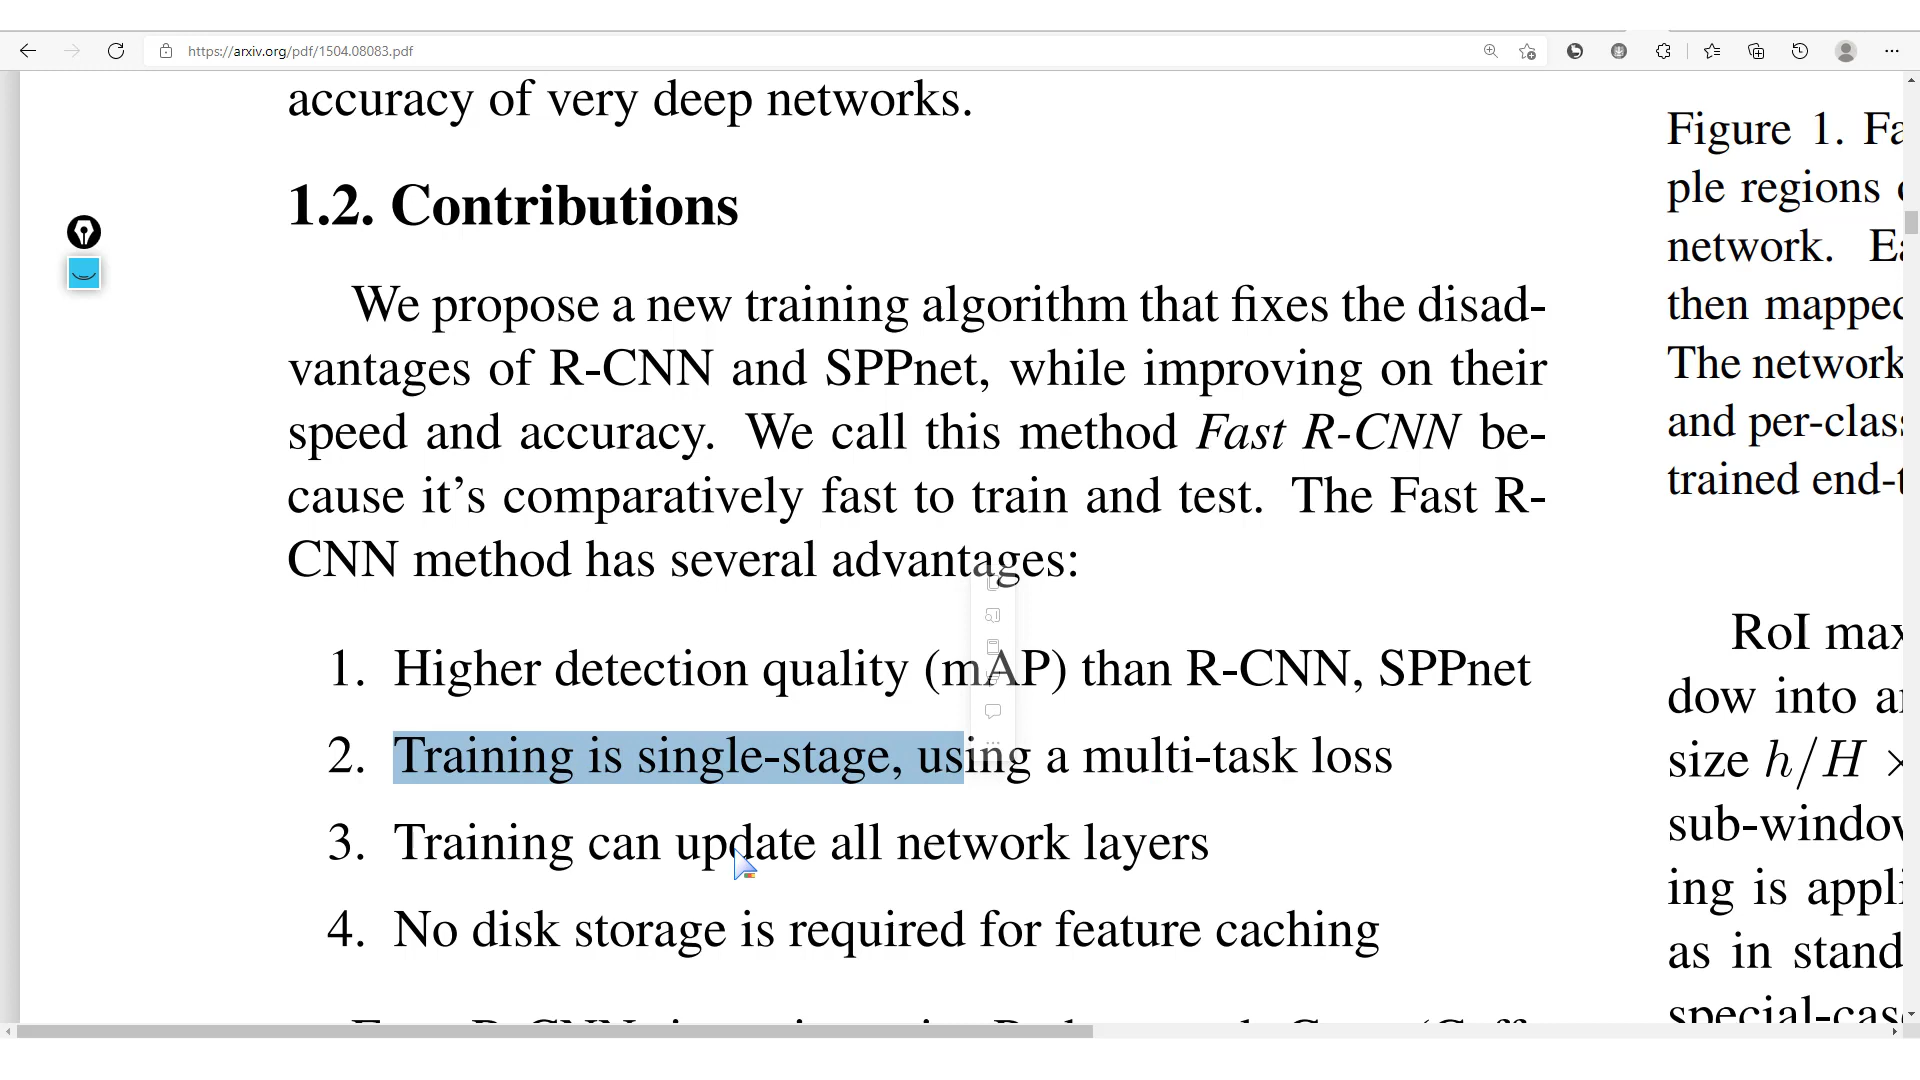 https://arxiv.org/pdf/1504.08083.pdf
accuracy of very deep networks.
1.2. Contributions
We propose a new training algorithm that fixes the disad-
vantages of R-CNN and SPPnet, while improving on their
speed and accuracy. We call this method Fast R-CNN be-
cause it's comparatively fast to train and test. The Fast R-
CNN method has several advantages:
1. Higher detection quality (mAP) than R-CNN, SPPnet
2. Training is single-stage, using a multi-task loss
3. Training can update all network layers
4. No disk storage is required for feature caching
Figure 1.
ple regions
network.
then mapped
The network
and per-class
trained
RoI max
dow into
size h/H ×
sub-window
ing is
as in